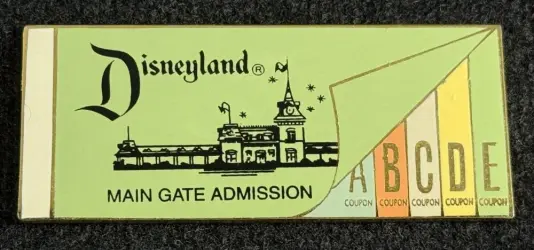 Disneyland ®
MAIN GATE ADMISSION
A B C D E
COUPON COUPON COUPON COUPON COUPON